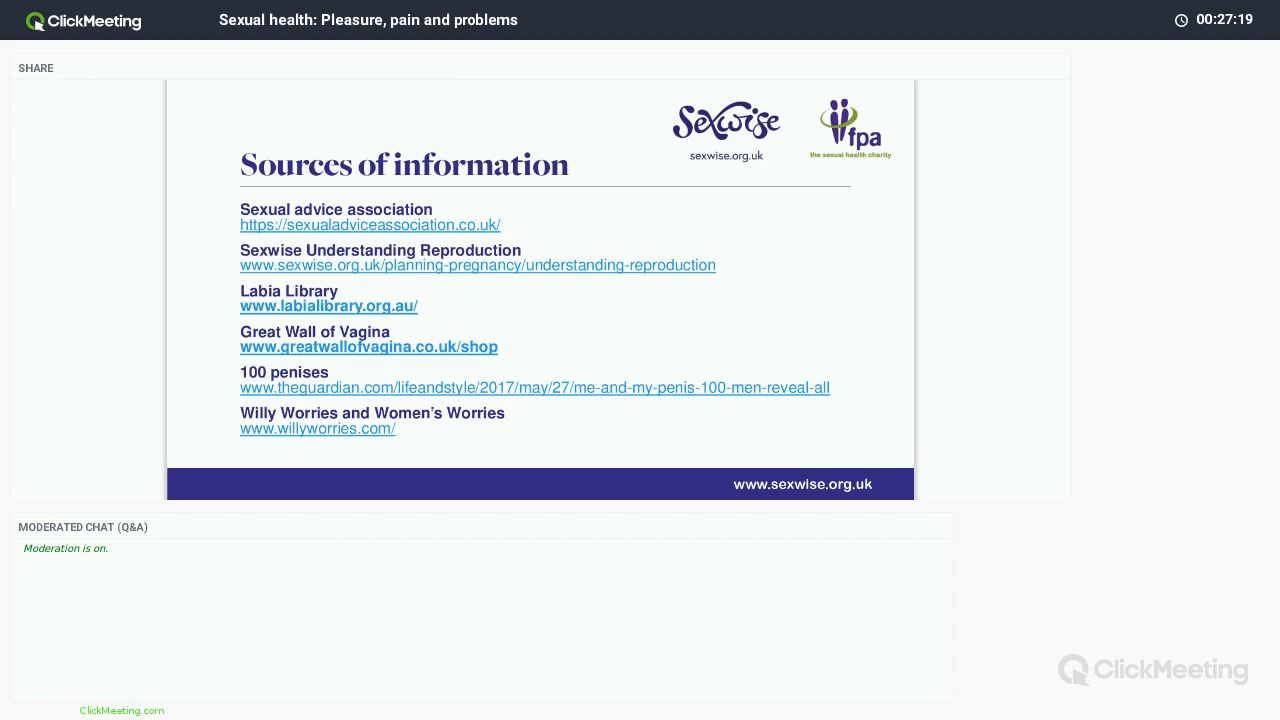 ClickMeeting
Sexual health: Pleasure, pain and problems
00:27:19
SHARE
Sexwise
sexwise.org.uk
fpa
the sexual health charity
Sources of information
Sexual advice association
https://sexualadviceassociation.co.uk/
Sexwise Understanding Reproduction
www.sexwise.org.uk/planning-pregnancy/understanding-reproduction
Labia Library
www.labialibrary.org.au/
Great Wall of Vagina
www.greatwallofvagina.co.uk/shop
100 penises
www.theguardian.com/lifeandstyle/2017/may/27/me-and-my-penis-100-men-reveal-all
Willy Worries and Women’s Worries
www.willyworries.com/
www.sexwise.org.uk
MODERATED CHAT (Q&A)
Moderation is on.
ClickMeeting
ClickMeeting.com